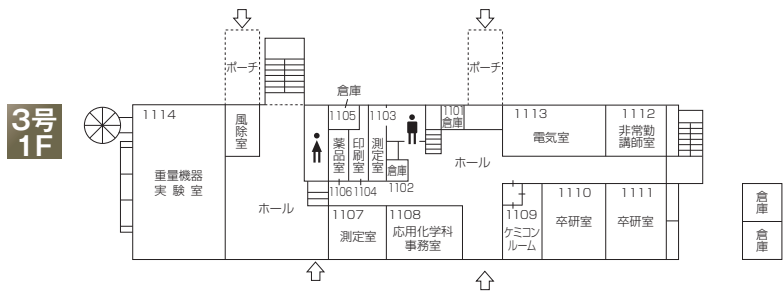 3号
1F
ポーチ
ポーチ
倉庫
1114
風除室
1105
1103
1101
倉庫
1113
電気室
1112
非常勤
講師室
薬品室
印刷室
測定室
倉庫
ホール
重量機器
実験室
ホール
1106
1104
1102
1107
測定室
1108
応用化学科
事務室
1109
ケミコン
ルーム
1110
卒研室
1111
卒研室
倉庫
倉庫